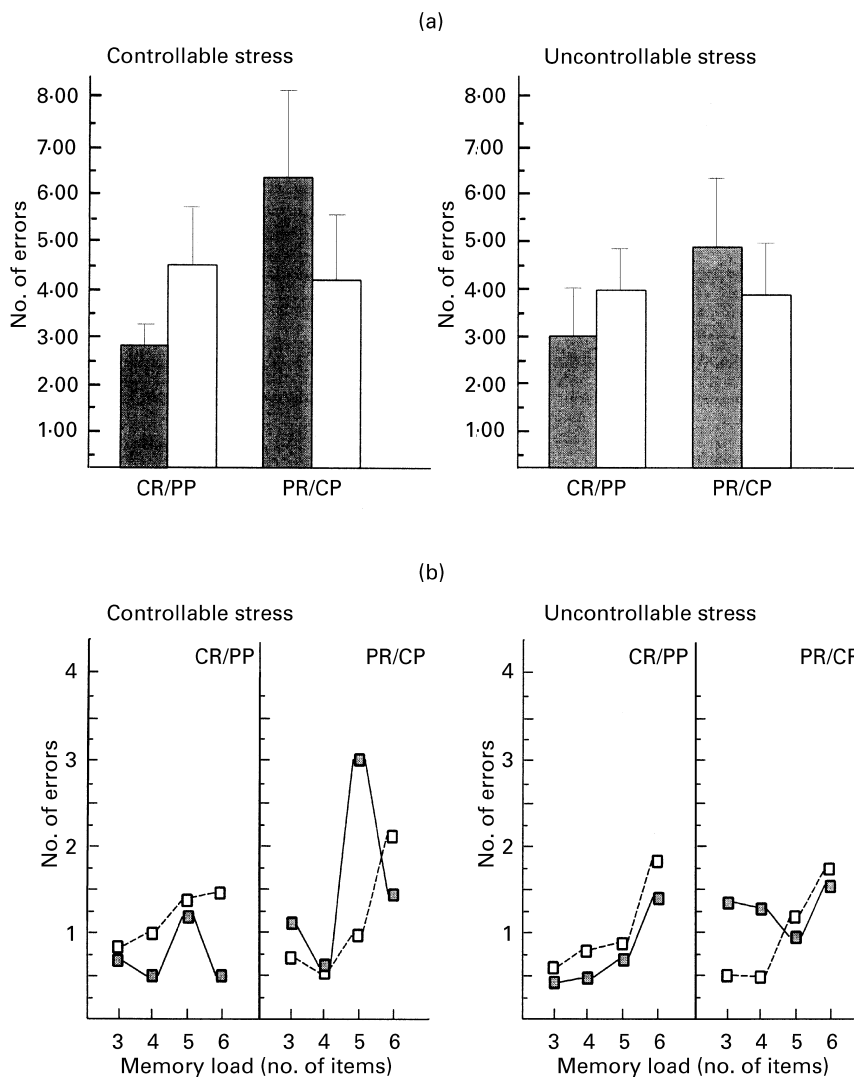 (a)
Controllable stress
Uncontrollable stress
No. of errors
8·00
7·00
6·00
5·00
4·00
3·00
2·00
1·00
CR/PP
PR/CP
No. of errors
8·00
7·00
6·00
5·00
4·00
3·00
2·00
1·00
CR/PP
PR/CP
(b)
Controllable stress
Uncontrollable stress
No. of errors
4
3
2
1
CR/PP
PR/CP
3 4 5 6
3 4 5 6
Memory load (no. of items)
No. of errors
4
3
2
1
CR/PP
PR/CP
3 4 5 6
3 4 5 6
Memory load (no. of items)